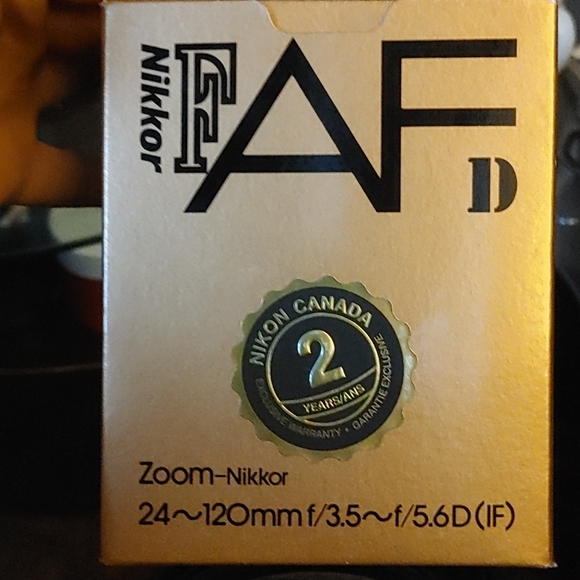 Nikkor
AF
D
NIKON CANADA
2
YEARS/ANS
EXCLUSIVE WARRANTY • GARANTIE EXCLUSIVE
Zoom-Nikkor
24~120mm f/3.5~f/5.6D(IF)